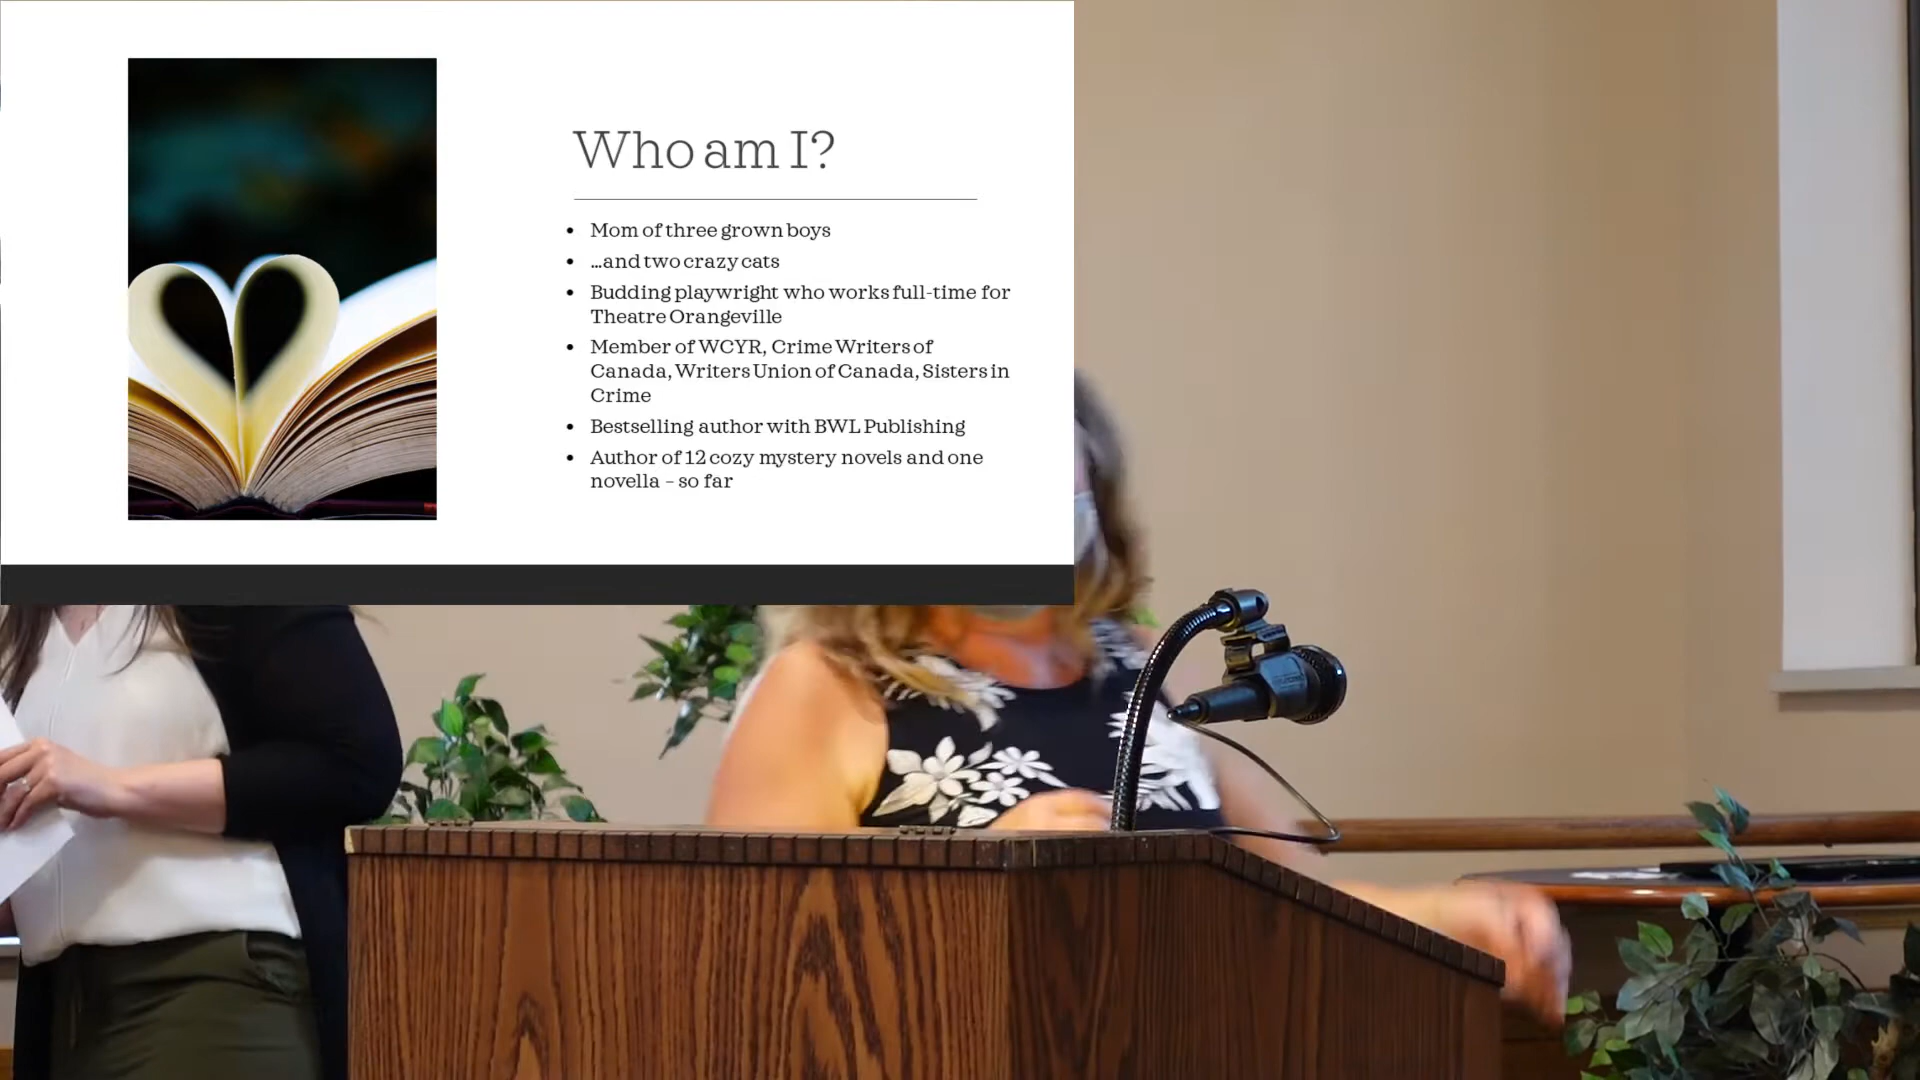 Who am I?
• Mom of three grown boys
• …and two crazy cats
• Budding playwright who works full-time for
Theatre Orangeville
• Member of WCYR, Crime Writers of
Canada, Writers Union of Canada, Sisters in
Crime
• Bestselling author with BWL Publishing
• Author of 12 cozy mystery novels and one
novella – so far